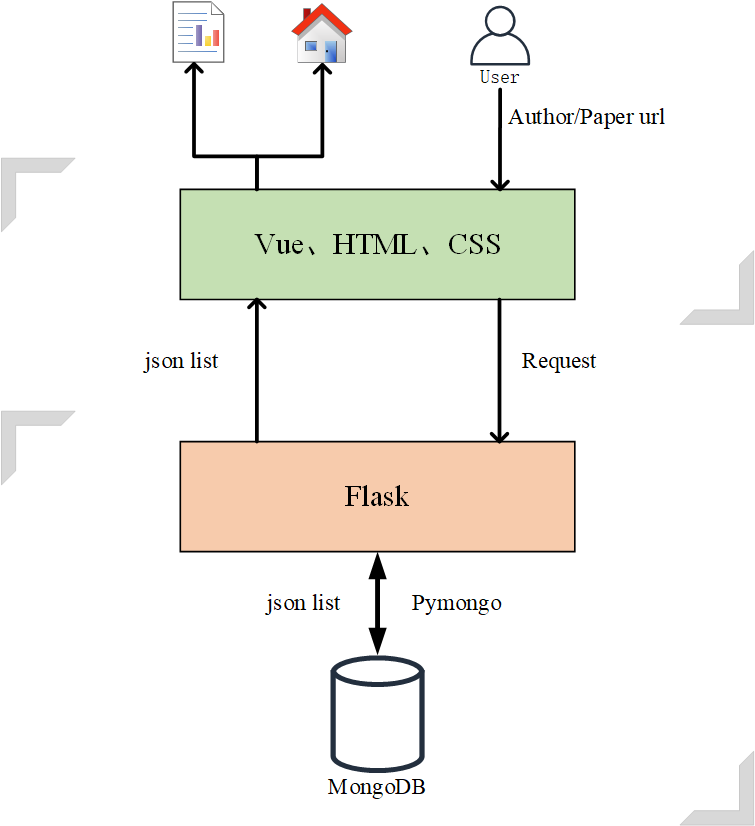 User
Author/Paper url
Vue、HTML、CSS
json list
Request
Flask
json list
Pymongo
MongoDB